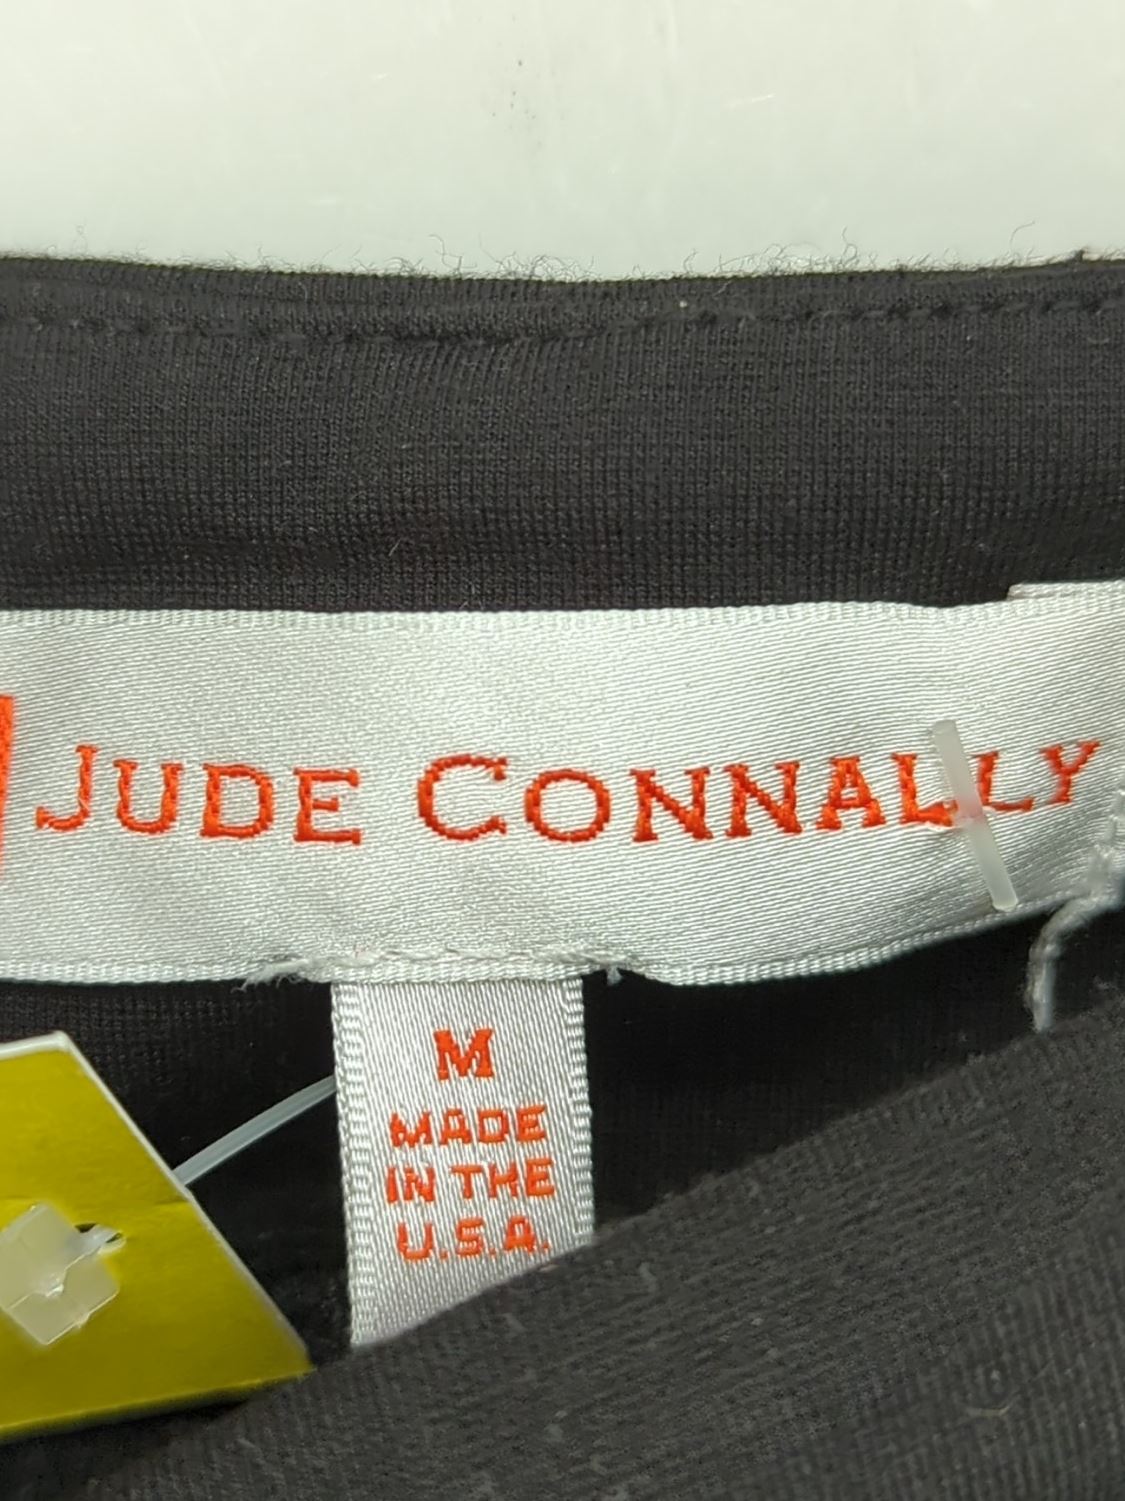 JUDE CONNALLY
M
MADE
IN THE
U.S.A.